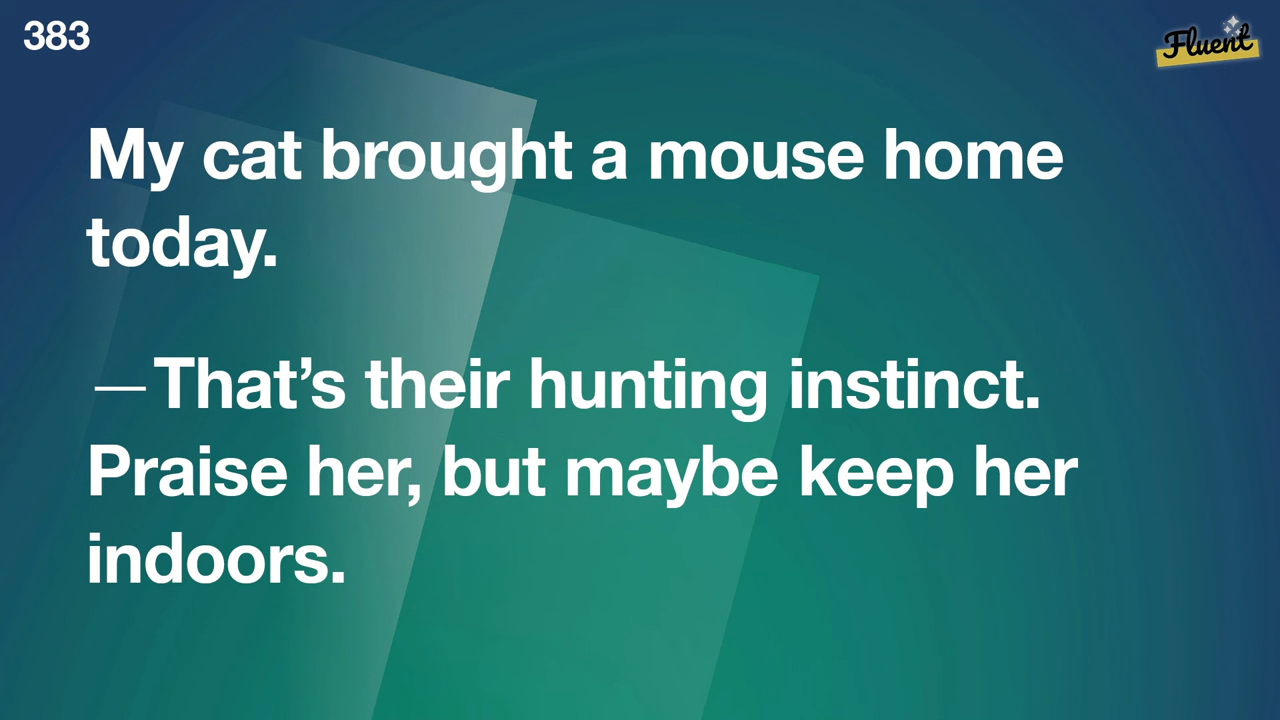 383
Fluent
My cat brought a mouse home
today.
—That’s their hunting instinct.
Praise her, but maybe keep her
indoors.